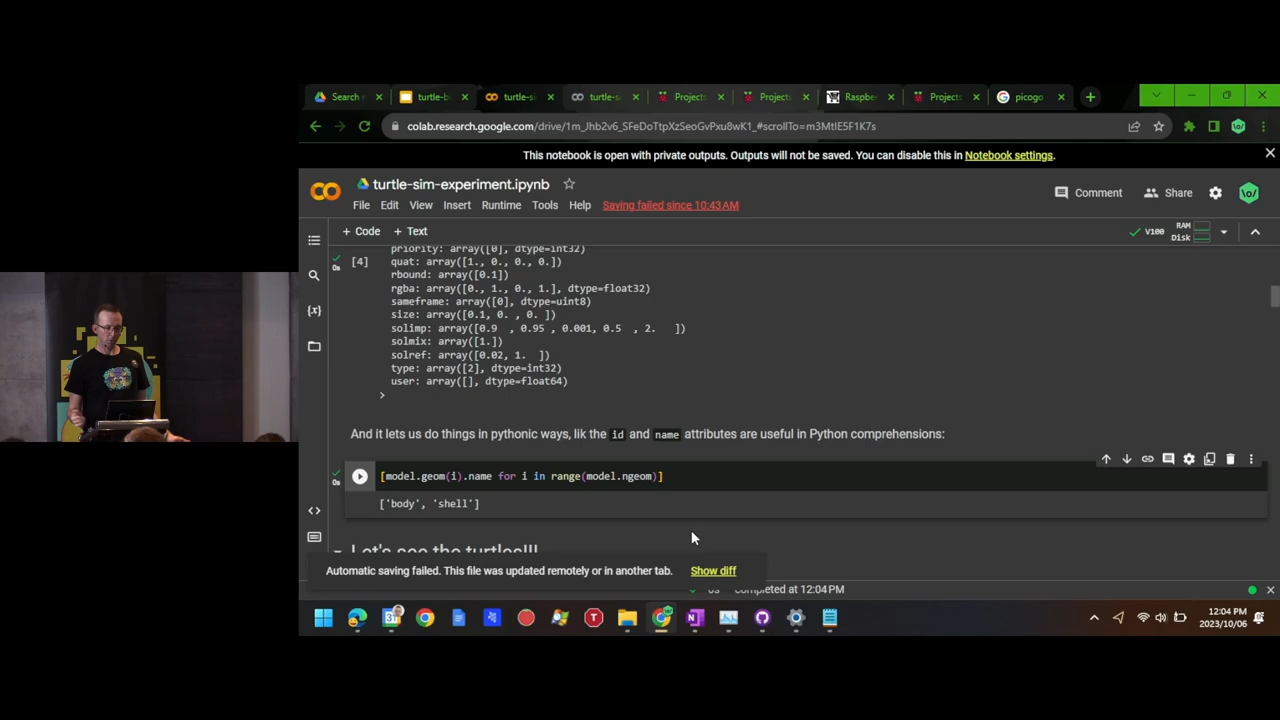 Search
turtle-b
turtle-si
turtle-si
Projects
Projects
Raspbe
Projects
picogo
colab.research.google.com/drive/1m_Jhb2v6_SFeDoTtpXzSeoGvPxu8wK1_#scrollTo=m3MtlE5F1K7s
This notebook is open with private outputs. Outputs will not be saved. You can disable this in Notebook settings.
turtle-sim-experiment.ipynb
Comment
Share
\o/
File Edit View Insert Runtime Tools Help Saving failed since 10:43 AM
+ Code + Text
V100
RAM
Disk
priority: array([0], dtype=int32)
[4]
0s
quat: array([1., 0., 0., 0.])
rbound: array([0.1])
rgba: array([0., 1., 0., 1.], dtype=float32)
sameframe: array([0], dtype=uint8)
size: array([0.1, 0. , 0. ])
solimp: array([0.9 , 0.95 , 0.001, 0.5 , 2. ])
solmix: array([1.])
solref: array([0.02, 1. ])
type: array([2], dtype=int32)
user: array([], dtype=float64)
>
And it lets us do things in pythonic ways, lik the id and name attributes are useful in Python comprehensions:
0s
[model.geom(i).name for i in range(model.ngeom)]
['body', 'shell']
Let's see the turtles!!!
Automatic saving failed. This file was updated remotely or in another tab. Show diff
0s completed at 12:04 PM
12:04 PM
2023/10/06